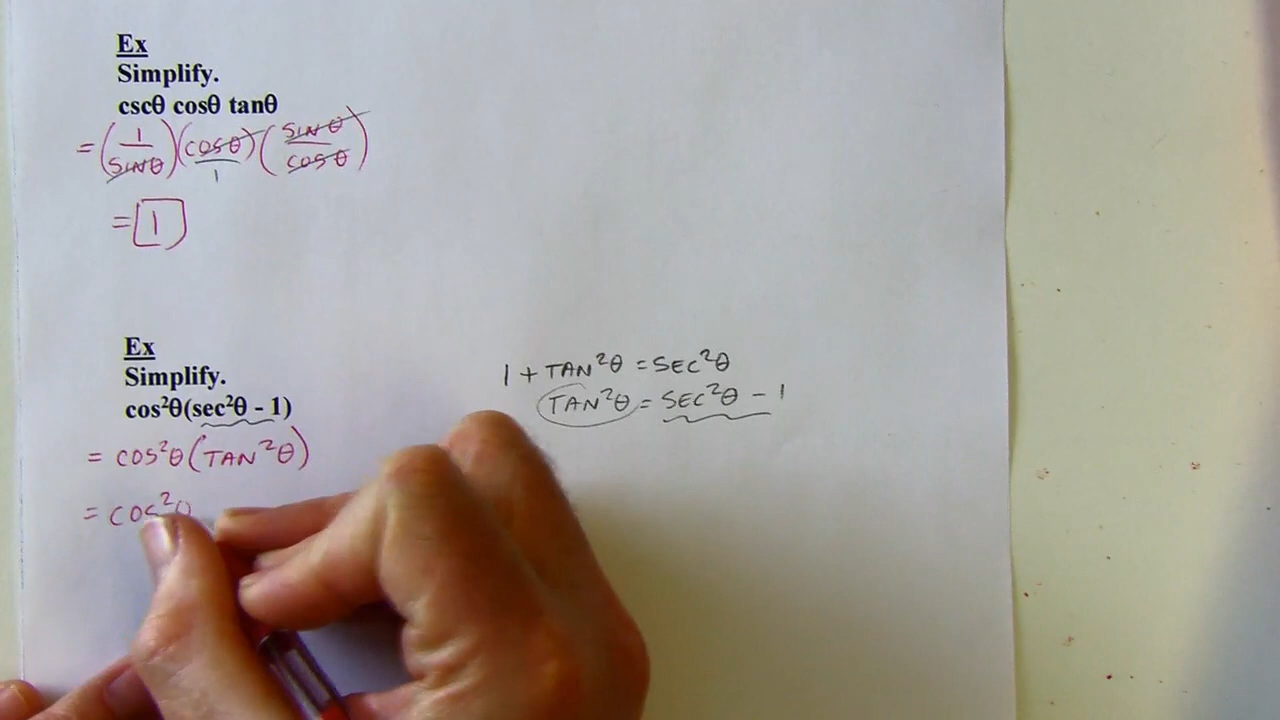 Ex
Simplify.
cscθ cosθ tanθ
= (1/SINθ)(COSθ/1)(SINθ/COSθ)
= 1
Ex
Simplify.
cos²θ(sec²θ - 1)
= COS²θ(TAN²θ)
= COS²θ
1 + TAN²θ = SEC²θ
TAN²θ = SEC²θ - 1